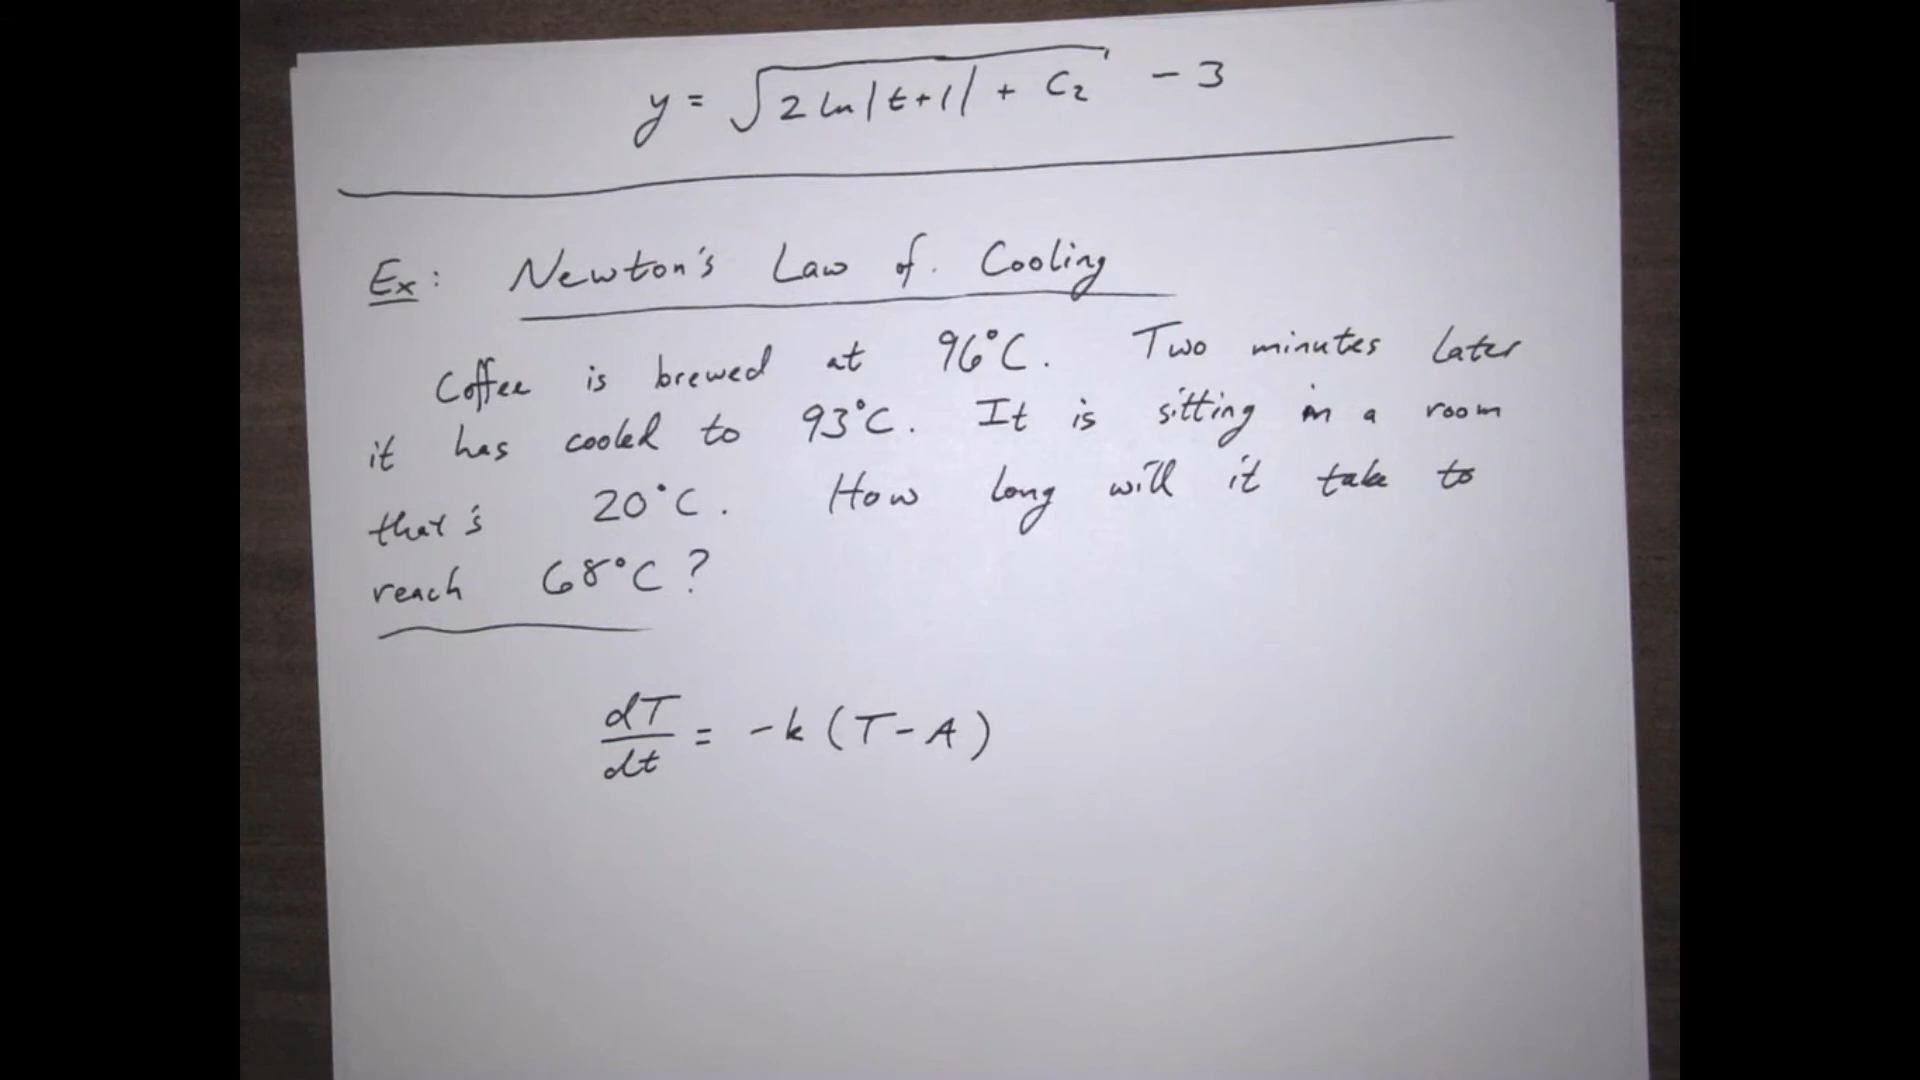 y = √2 ln|t+1| + C₂ - 3
Ex: Newton's Law of. Cooling
Coffee is brewed at 96°C. Two minutes later
it has cooled to 93°C. It is sitting in a room
that's 20°C. How long will it take to
reach 68°C?
dT/dt = -k (T-A)